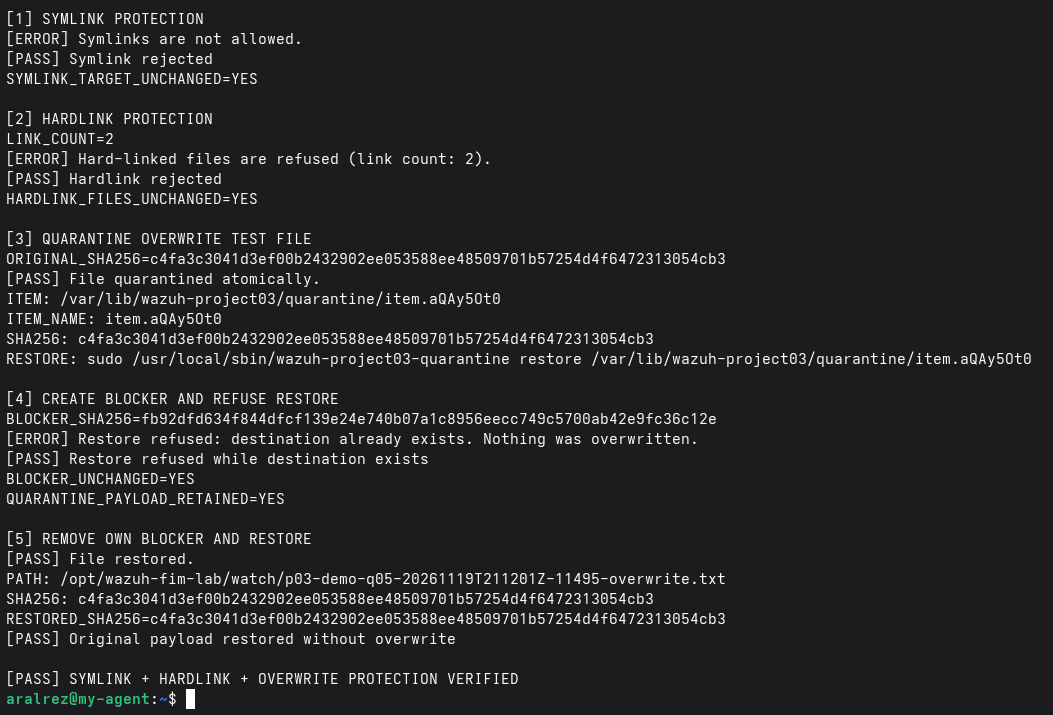 [1] SYMLINK PROTECTION
[ERROR] Symlinks are not allowed.
[PASS] Symlink rejected
SYMLINK_TARGET_UNCHANGED=YES

[2] HARDLINK PROTECTION
LINK_COUNT=2
[ERROR] Hard-linked files are refused (link count: 2).
[PASS] Hardlink rejected
HARDLINK_FILES_UNCHANGED=YES

[3] QUARANTINE OVERWRITE TEST FILE
ORIGINAL_SHA256=c4fa3c3041d3ef00b2432902ee053588ee48509701b57254d4f6472313054cb3
[PASS] File quarantined atomically.
ITEM: /var/lib/wazuh-project03/quarantine/item.aQAy5Ot0
ITEM_NAME: item.aQAy5Ot0
SHA256: c4fa3c3041d3ef00b2432902ee053588ee48509701b57254d4f6472313054cb3
RESTORE: sudo /usr/local/sbin/wazuh-project03-quarantine restore /var/lib/wazuh-project03/quarantine/item.aQAy5Ot0

[4] CREATE BLOCKER AND REFUSE RESTORE
BLOCKER_SHA256=fb92dfd634f844dfcf139e24e740b07a1c8956eecc749c5700ab42e9fc36c12e
[ERROR] Restore refused: destination already exists. Nothing was overwritten.
[PASS] Restore refused while destination exists
BLOCKER_UNCHANGED=YES
QUARANTINE_PAYLOAD_RETAINED=YES

[5] REMOVE OWN BLOCKER AND RESTORE
[PASS] File restored.
PATH: /opt/wazuh-fim-lab/watch/p03-demo-q05-20261119T211201Z-11495-overwrite.txt
SHA256: c4fa3c3041d3ef00b2432902ee053588ee48509701b57254d4f6472313054cb3
RESTORED_SHA256=c4fa3c3041d3ef00b2432902ee053588ee48509701b57254d4f6472313054cb3
[PASS] Original payload restored without overwrite

[PASS] SYMLINK + HARDLINK + OVERWRITE PROTECTION VERIFIED
aralrez@my-agent:~$